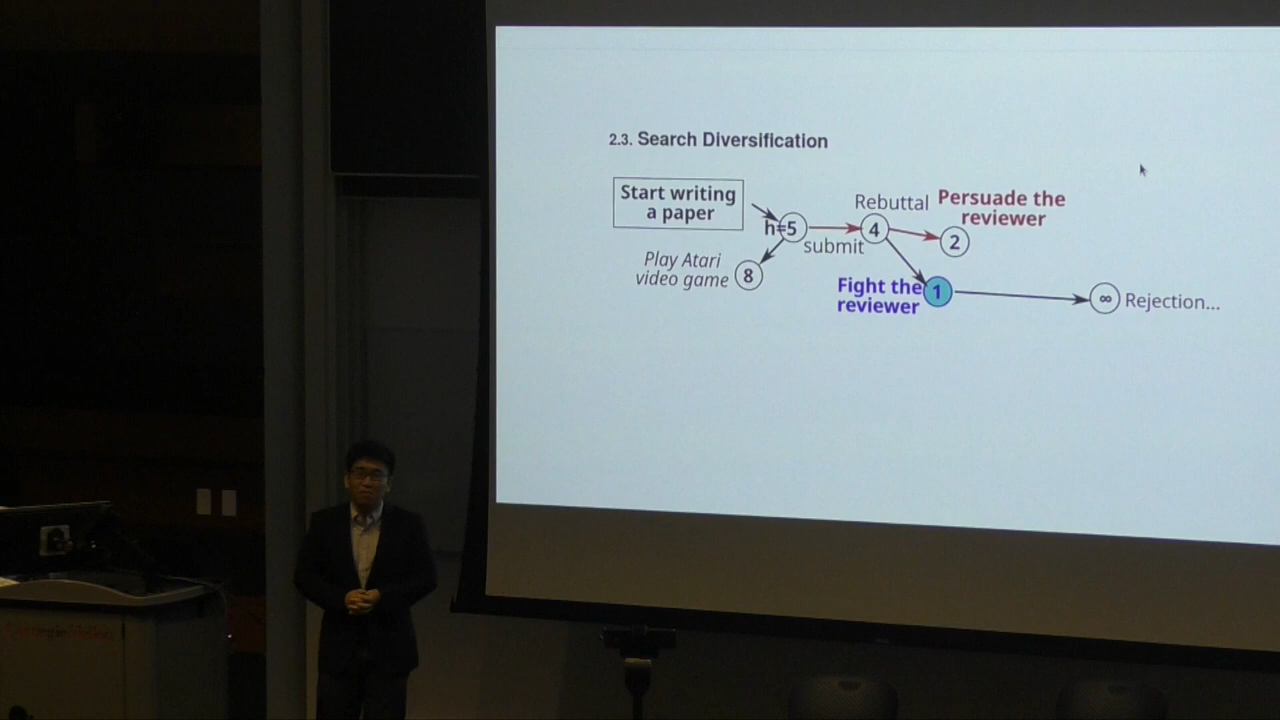 2.3. Search Diversification
Start writing
a paper
h=5
submit
Rebuttal
4
Persuade the
reviewer
2
Play Atari
video game
8
Fight the
reviewer
1
∞
Rejection...